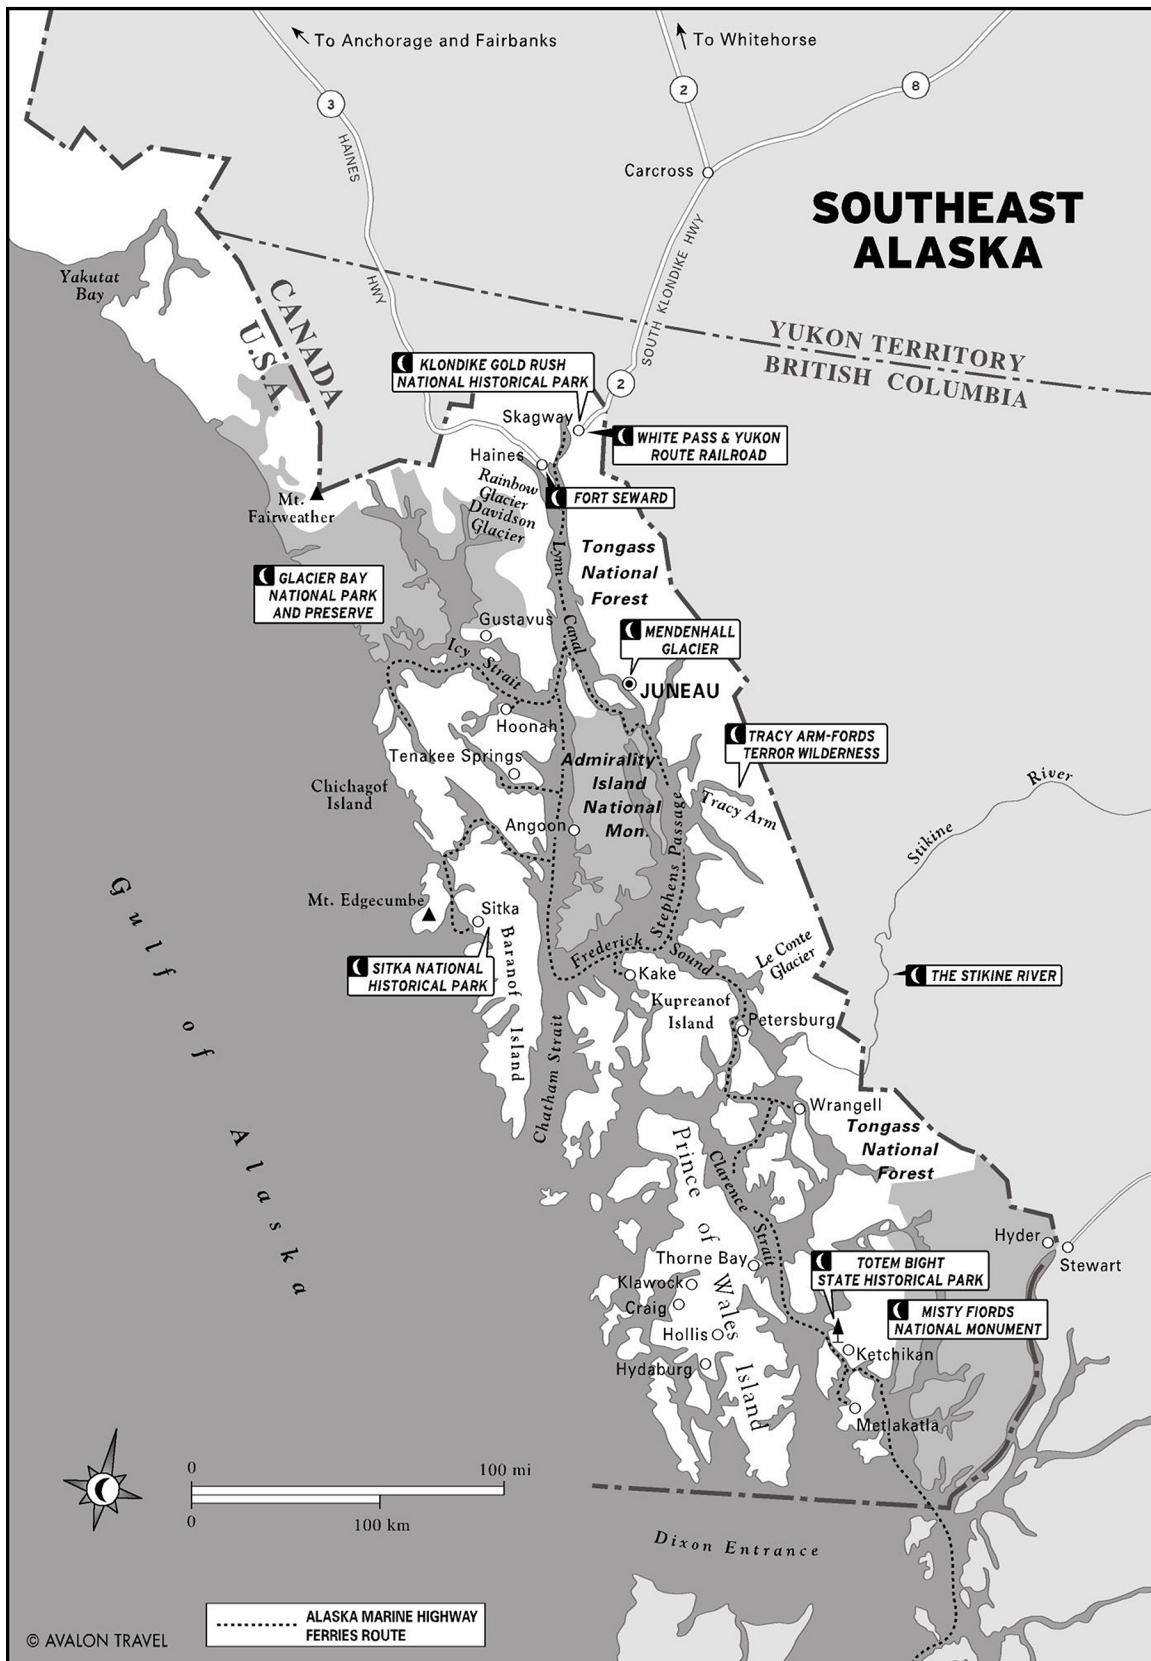 To Anchorage and Fairbanks
To Whitehorse
3
2
8
HAINES
HWY
Carcross
SOUTHEAST
ALASKA
SOUTH KLONDIKE HWY
Yakutat
Bay
CANADA
U.S.A.
YUKON TERRITORY
BRITISH COLUMBIA
KLONDIKE GOLD RUSH
NATIONAL HISTORICAL PARK
2
Skagway
WHITE PASS & YUKON
ROUTE RAILROAD
Haines
Rainbow
Glacier
Davidson
Glacier
FORT SEWARD
Mt.
Fairweather
Lynn
Canal
Tongass
National
Forest
GLACIER BAY
NATIONAL PARK
AND PRESERVE
Gustavus
MENDENHALL
GLACIER
Icy Strait
JUNEAU
Hoonah
TRACY ARM-FORDS
TERROR WILDERNESS
Tenakee Springs
Admirality
Island
National
Mon.
Chichagof
Island
Tracy Arm
Angoon
Stephens Passage
Stikine River
Mt. Edgecumbe
Sitka
Gulf of Alaska
Baranof Island
Frederick Sound
Le Conte
Glacier
SITKA NATIONAL
HISTORICAL PARK
Kake
THE STIKINE RIVER
Kupreanof
Island
Petersburg
Chatham Strait
Wrangell
Tongass
National
Forest
Prince of Wales Island
Clarence Strait
Hyder
Stewart
Thorne Bay
TOTEM BIGHT
STATE HISTORICAL PARK
Klawock
Craig
MISTY FIORDS
NATIONAL MONUMENT
Hollis
Ketchikan
Hydaburg
Metlakatla
0
100 mi
0
100 km
Dixon Entrance
ALASKA MARINE HIGHWAY
FERRIES ROUTE
© AVALON TRAVEL